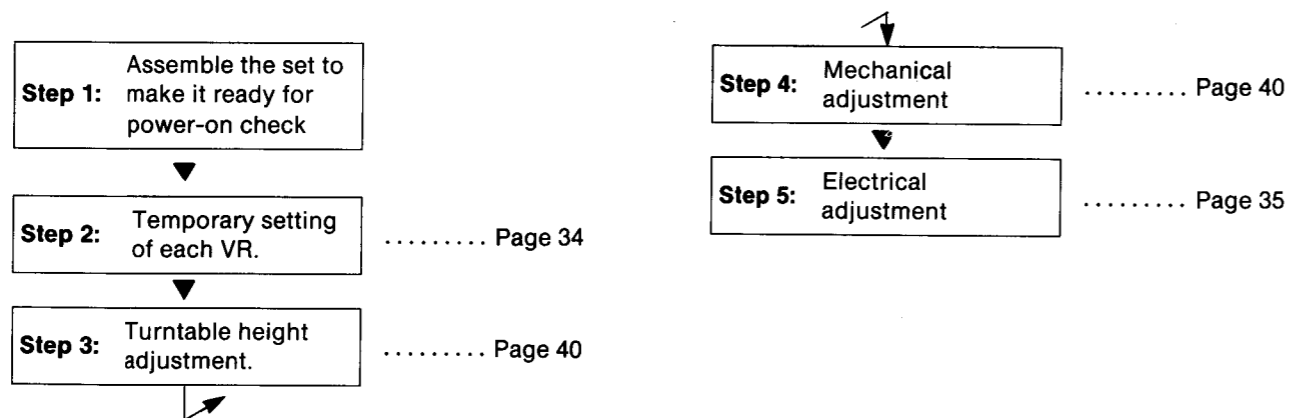 Step 1: Assemble the set to
make it ready for
power-on check
Step 2: Temporary setting
of each VR.
......... Page 34
Step 3: Turntable height
adjustment.
......... Page 40
Step 4: Mechanical
adjustment
......... Page 40
Step 5: Electrical
adjustment
......... Page 35